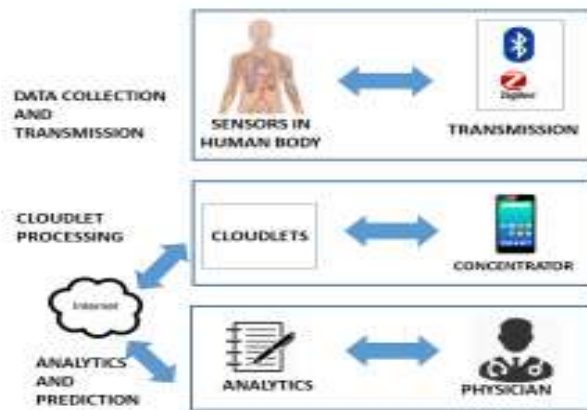 DATA COLLECTION
AND
TRANSMISSION
SENSORS IN
HUMAN BODY
ZigBee
TRANSMISSION
CLOUDLET
PROCESSING
CLOUDLETS
CONCENTRATOR
Internet
ANALYTICS
AND
PREDICTION
ANALYTICS
PHYSICIAN